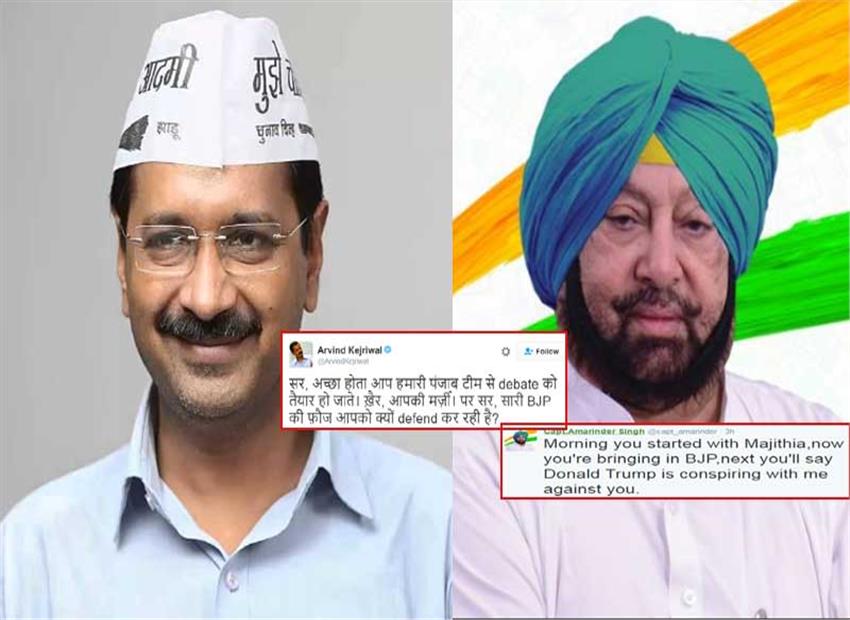 आदमी
मुझे
झाड़ू
चुनाव चिन्ह
Arvind Kejriwal
@ArvindKejriwal
Follow
सर, अच्छा होता आप हमारी पंजाब टीम से debate को
तैयार हो जाते। ख़ैर, आपकी मर्ज़ी। पर सर, सारी BJP
की फ़ौज आपको क्यों defend कर रही है?
Capt.Amarinder Singh @capt_amarinder · 3h
Morning you started with Majithia,now
you're bringing in BJP,next you'll say
Donald Trump is conspiring with me
against you.